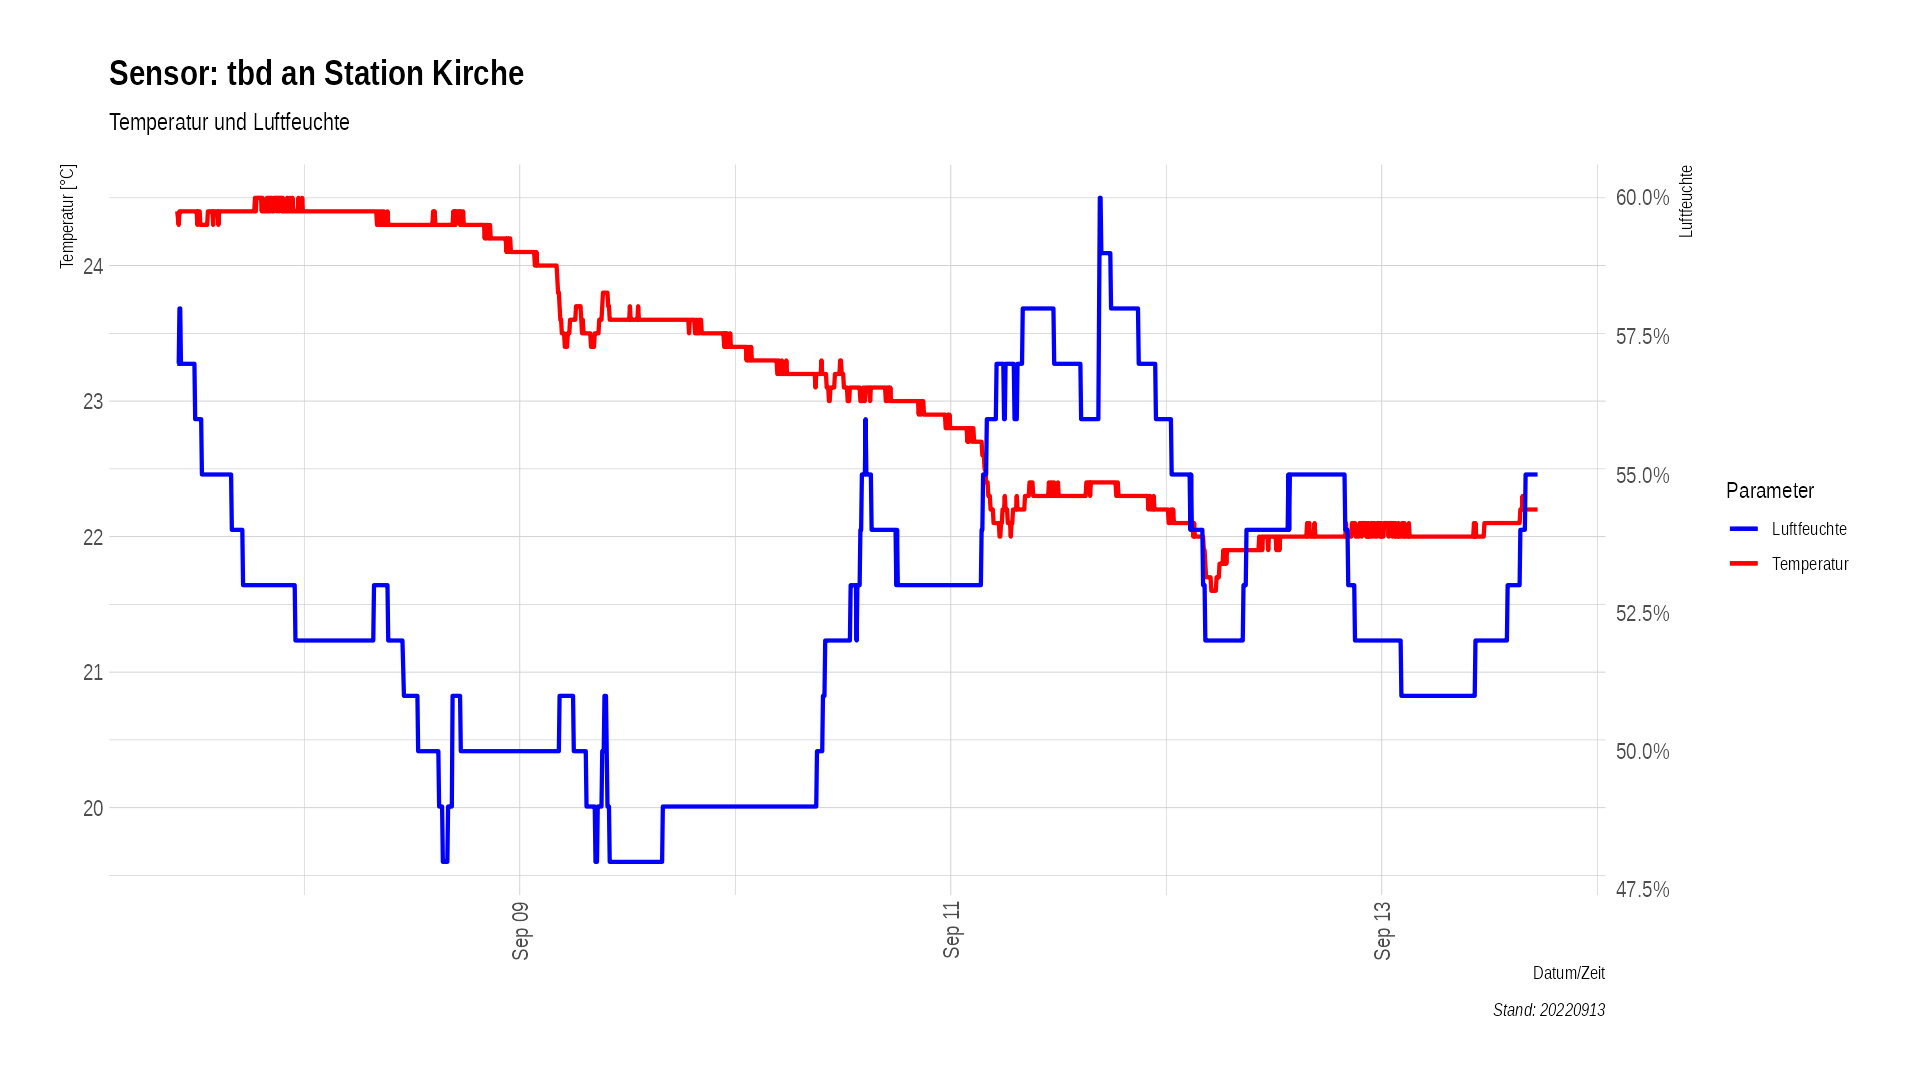 Sensor: tbd an Station Kirche
Temperatur und Luftfeuchte
Temperatur [°C]
24
23
22
21
20
60.0%
57.5%
55.0%
52.5%
50.0%
47.5%
Luftfeuchte
Parameter
Luftfeuchte
Temperatur
Sep 09
Sep 11
Sep 13
Datum/Zeit
Stand: 20220913